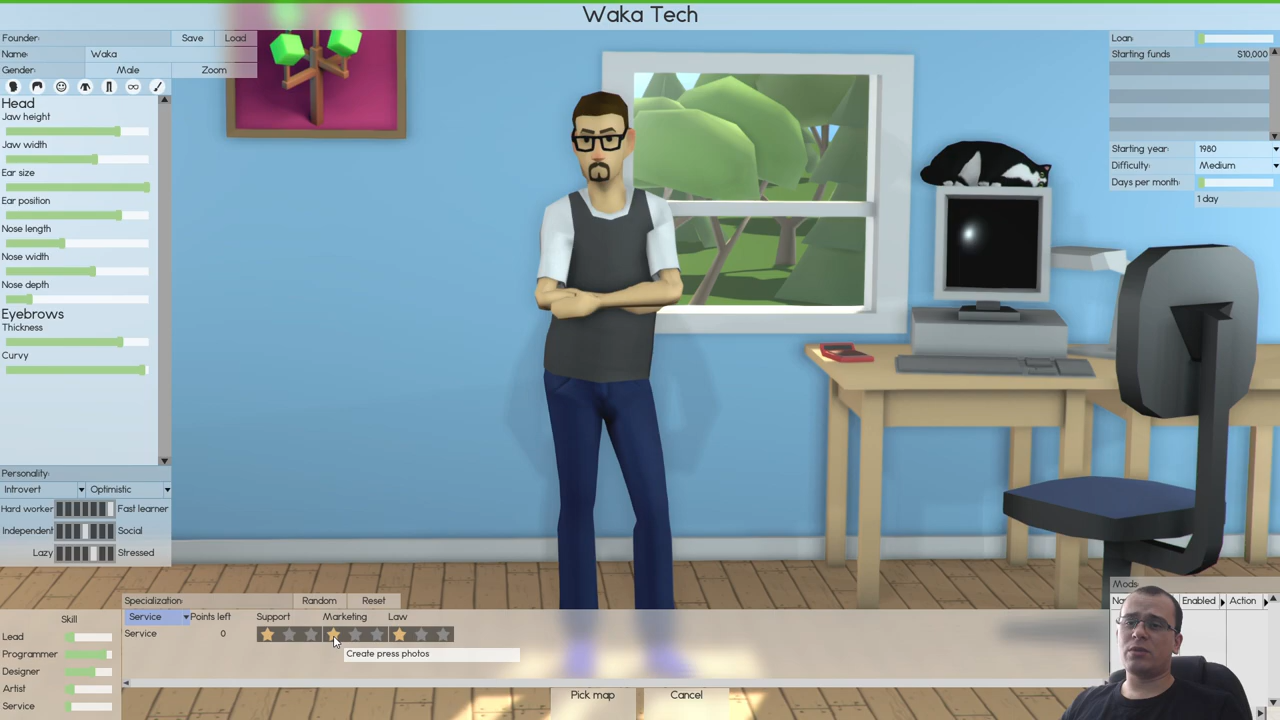 Waka Tech
Founder:
Save
Load
Name:
Waka
Gender:
Male
Zoom
Head
Jaw height
Jaw width
Ear size
Ear position
Nose length
Nose width
Nose depth
Eyebrows
Thickness
Curvy
Personality:
Introvert
Optimistic
Hard worker
Fast learner
Independent
Social
Lazy
Stressed
Loan:
Starting funds
$10,000
Starting year:
1980
Difficulty:
Medium
Days per month:
1 day
Skill
Lead
Programmer
Designer
Artist
Service
Specialization:
Random
Reset
Service
Points left
Support
Marketing
Law
Service
0
Create press photos
Pick map
Cancel
Mods:
Enabled
Action